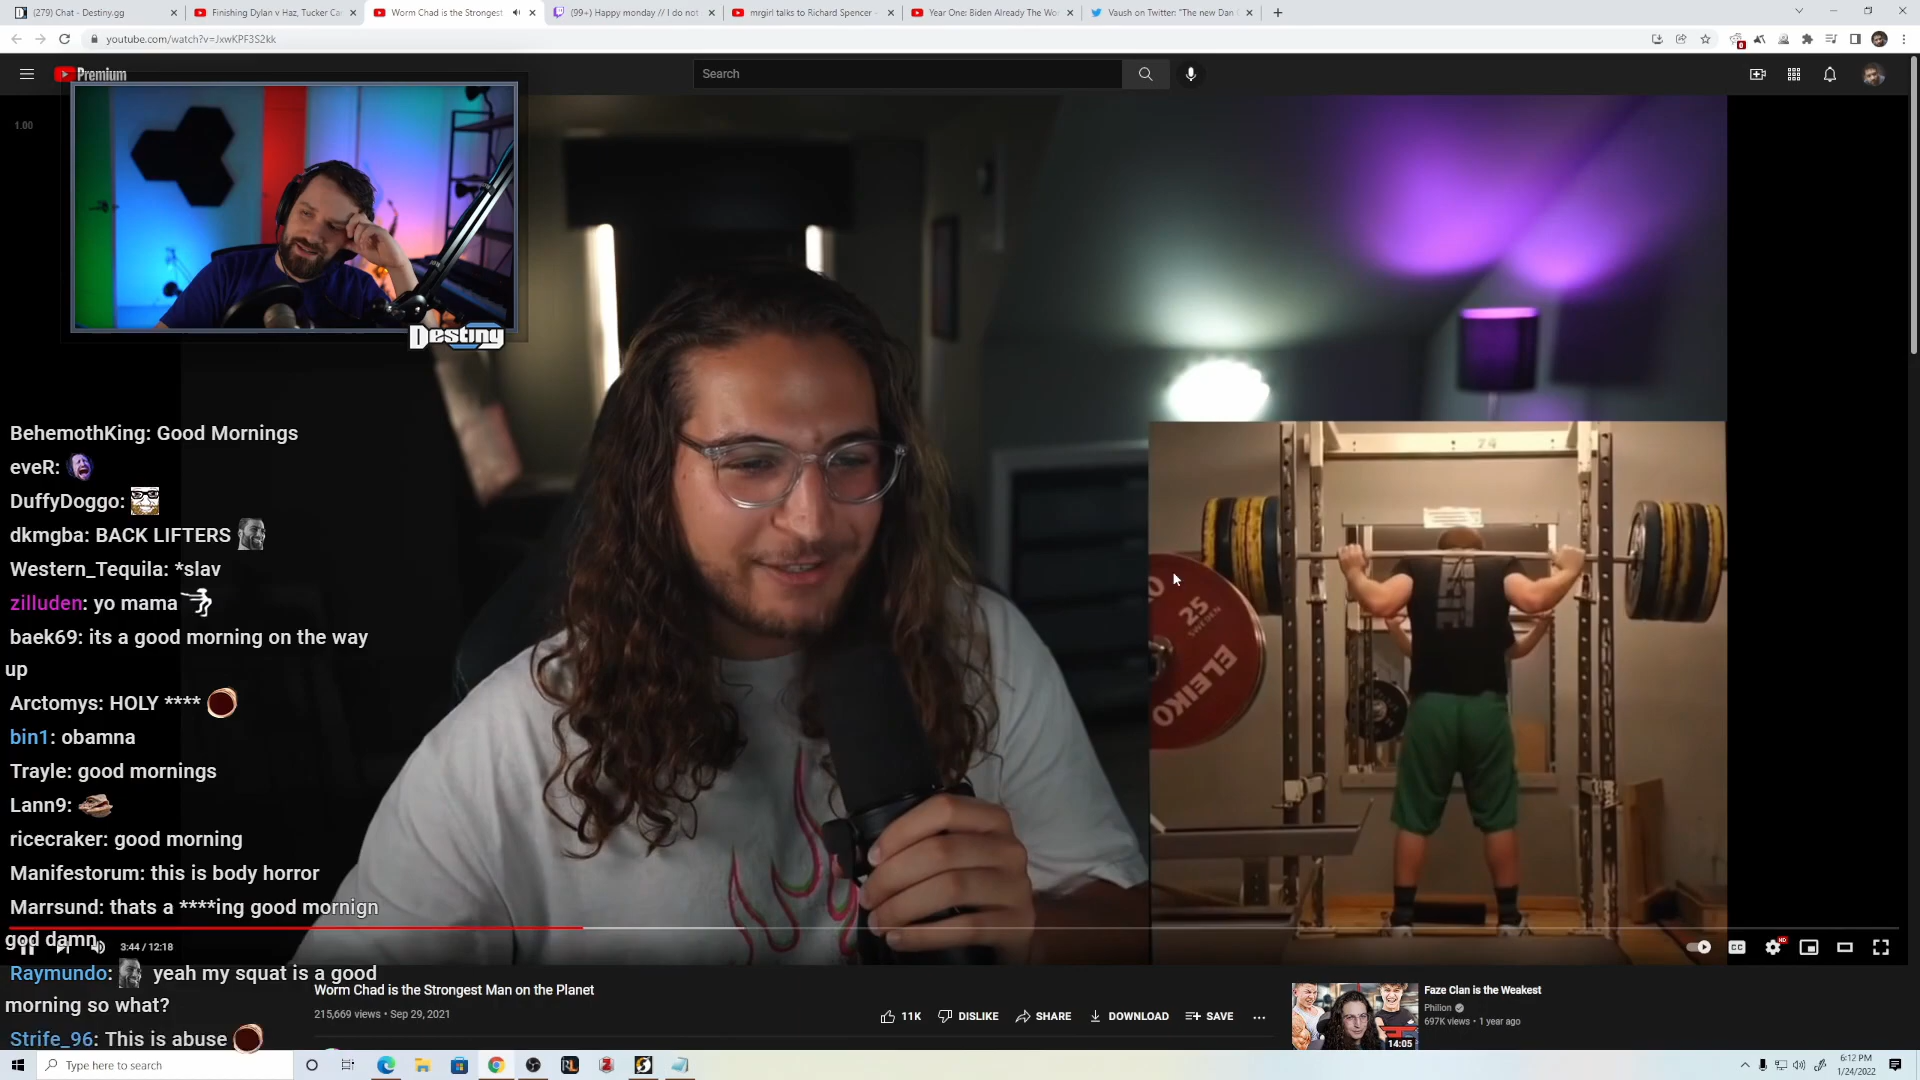 (279) Chat - Destiny.gg
Finishing Dylan v Haz, Tucker Ca
Worm Chad is the Strongest
(99+) Happy monday // I do not
mrgirl talks to Richard Spencer -
Year One: Biden Already The Wo
Vaush on Twitter: "The new Dan
youtube.com/watch?v=JxwKPF3S2kk
Premium
Search
1.00
Destiny
BehemothKing: Good Mornings
eveR:
DuffyDoggo:
dkmgba: BACK LIFTERS
Western_Tequila: *slav
zilluden: yo mama
baek69: its a good morning on the way
up
Arctomys: HOLY ****
bin1: obamna
Trayle: good mornings
Lann9:
ricecraker: good morning
Manifestorum: this is body horror
Marrsund: thats a ****ing good mornign
god damn
Raymundo: yeah my squat is a good
morning so what?
Strife_96: This is abuse
74
25
SWEDEN
ELEIKO
3:44 / 12:18
CC
HD
Worm Chad is the Strongest Man on the Planet
215,669 views • Sep 29, 2021
11K
DISLIKE
SHARE
DOWNLOAD
SAVE
Faze Clan is the Weakest
Philion
697K views • 1 year ago
14:05
Type here to search
6:12 PM
1/24/2022